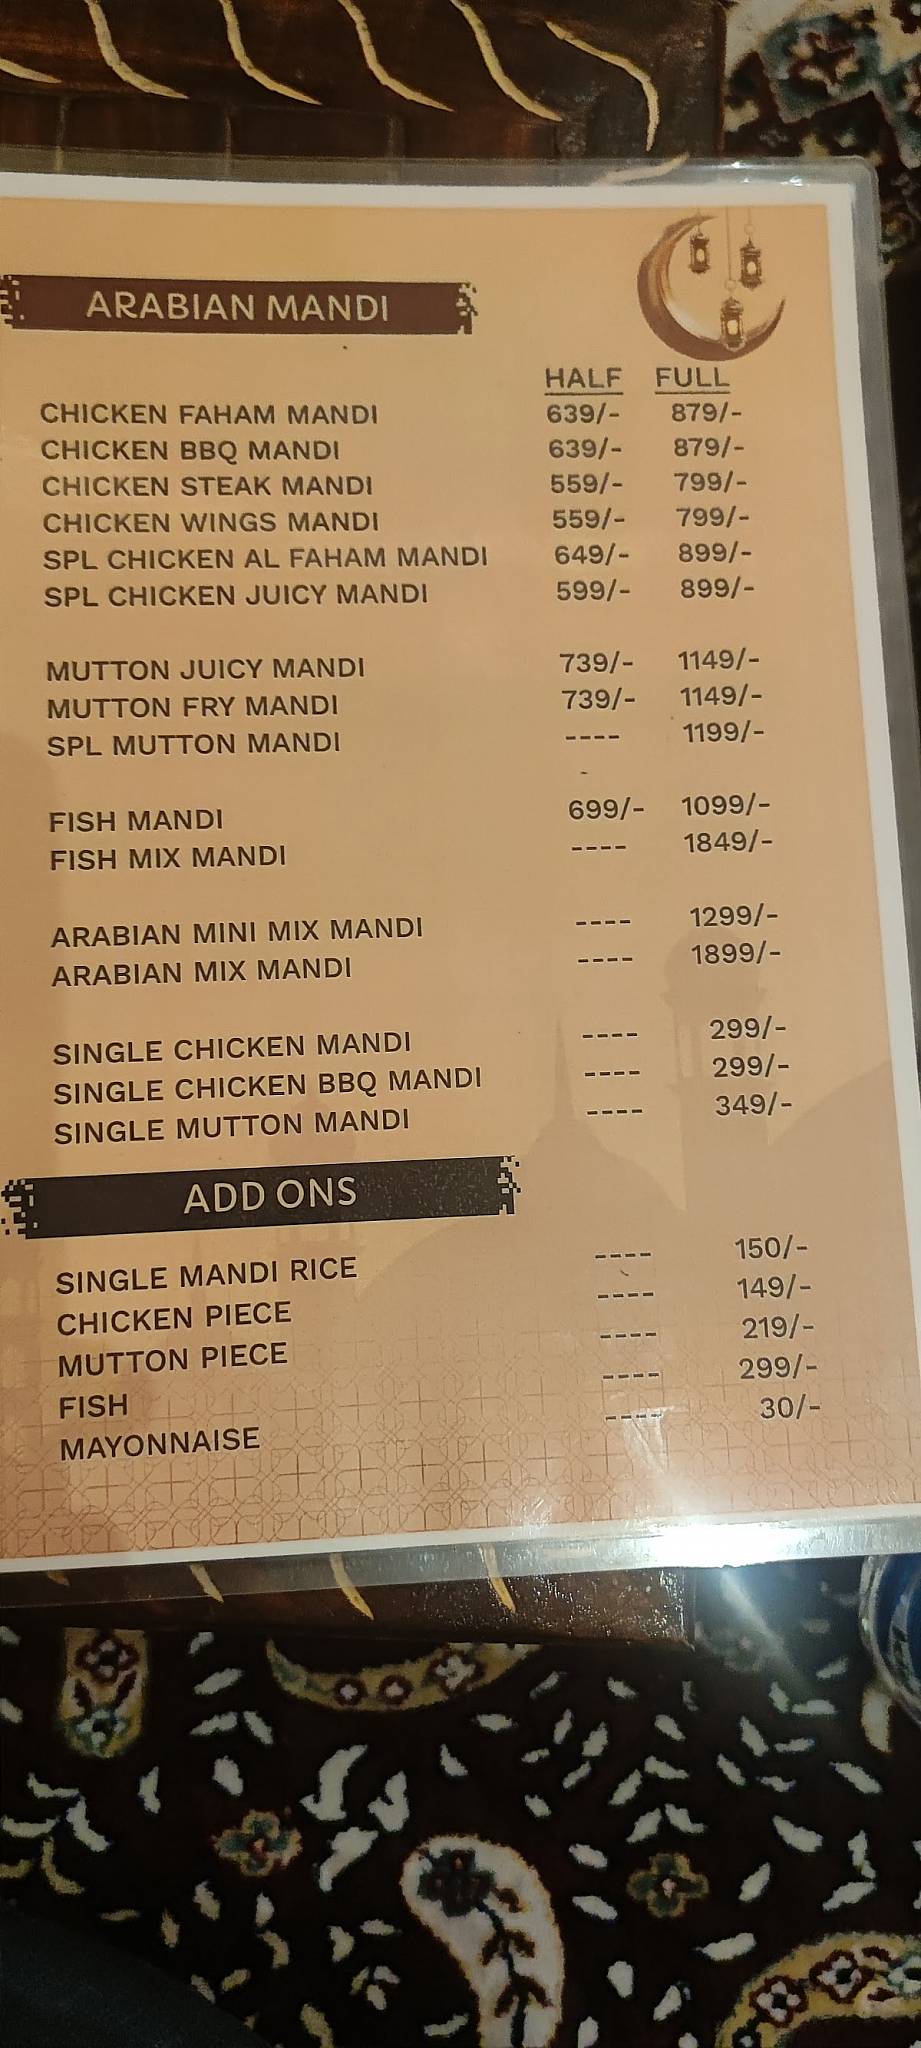 ARABIAN MANDI
HALF FULL
CHICKEN FAHAM MANDI 639/- 879/-
CHICKEN BBQ MANDI 639/- 879/-
CHICKEN STEAK MANDI 559/- 799/-
CHICKEN WINGS MANDI 559/- 799/-
SPL CHICKEN AL FAHAM MANDI 649/- 899/-
SPL CHICKEN JUICY MANDI 599/- 899/-
MUTTON JUICY MANDI 739/- 1149/-
MUTTON FRY MANDI 739/- 1149/-
SPL MUTTON MANDI ---- 1199/-
FISH MANDI 699/- 1099/-
FISH MIX MANDI ---- 1849/-
ARABIAN MINI MIX MANDI ---- 1299/-
ARABIAN MIX MANDI ---- 1899/-
SINGLE CHICKEN MANDI ---- 299/-
SINGLE CHICKEN BBQ MANDI ---- 299/-
SINGLE MUTTON MANDI ---- 349/-
ADD ONS
SINGLE MANDI RICE ---- 150/-
CHICKEN PIECE ---- 149/-
MUTTON PIECE ---- 219/-
FISH ---- 299/-
MAYONNAISE ---- 30/-